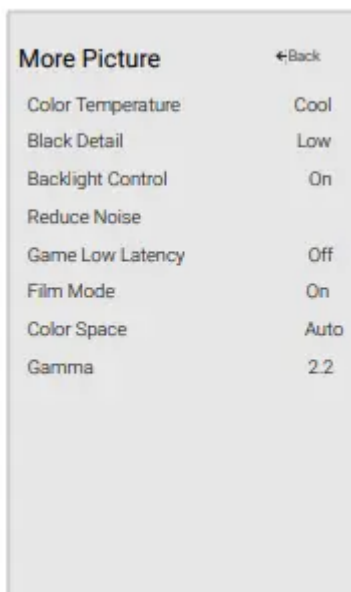 More Picture ←Back
Color Temperature Cool
Black Detail Low
Backlight Control On
Reduce Noise
Game Low Latency Off
Film Mode On
Color Space Auto
Gamma 2.2